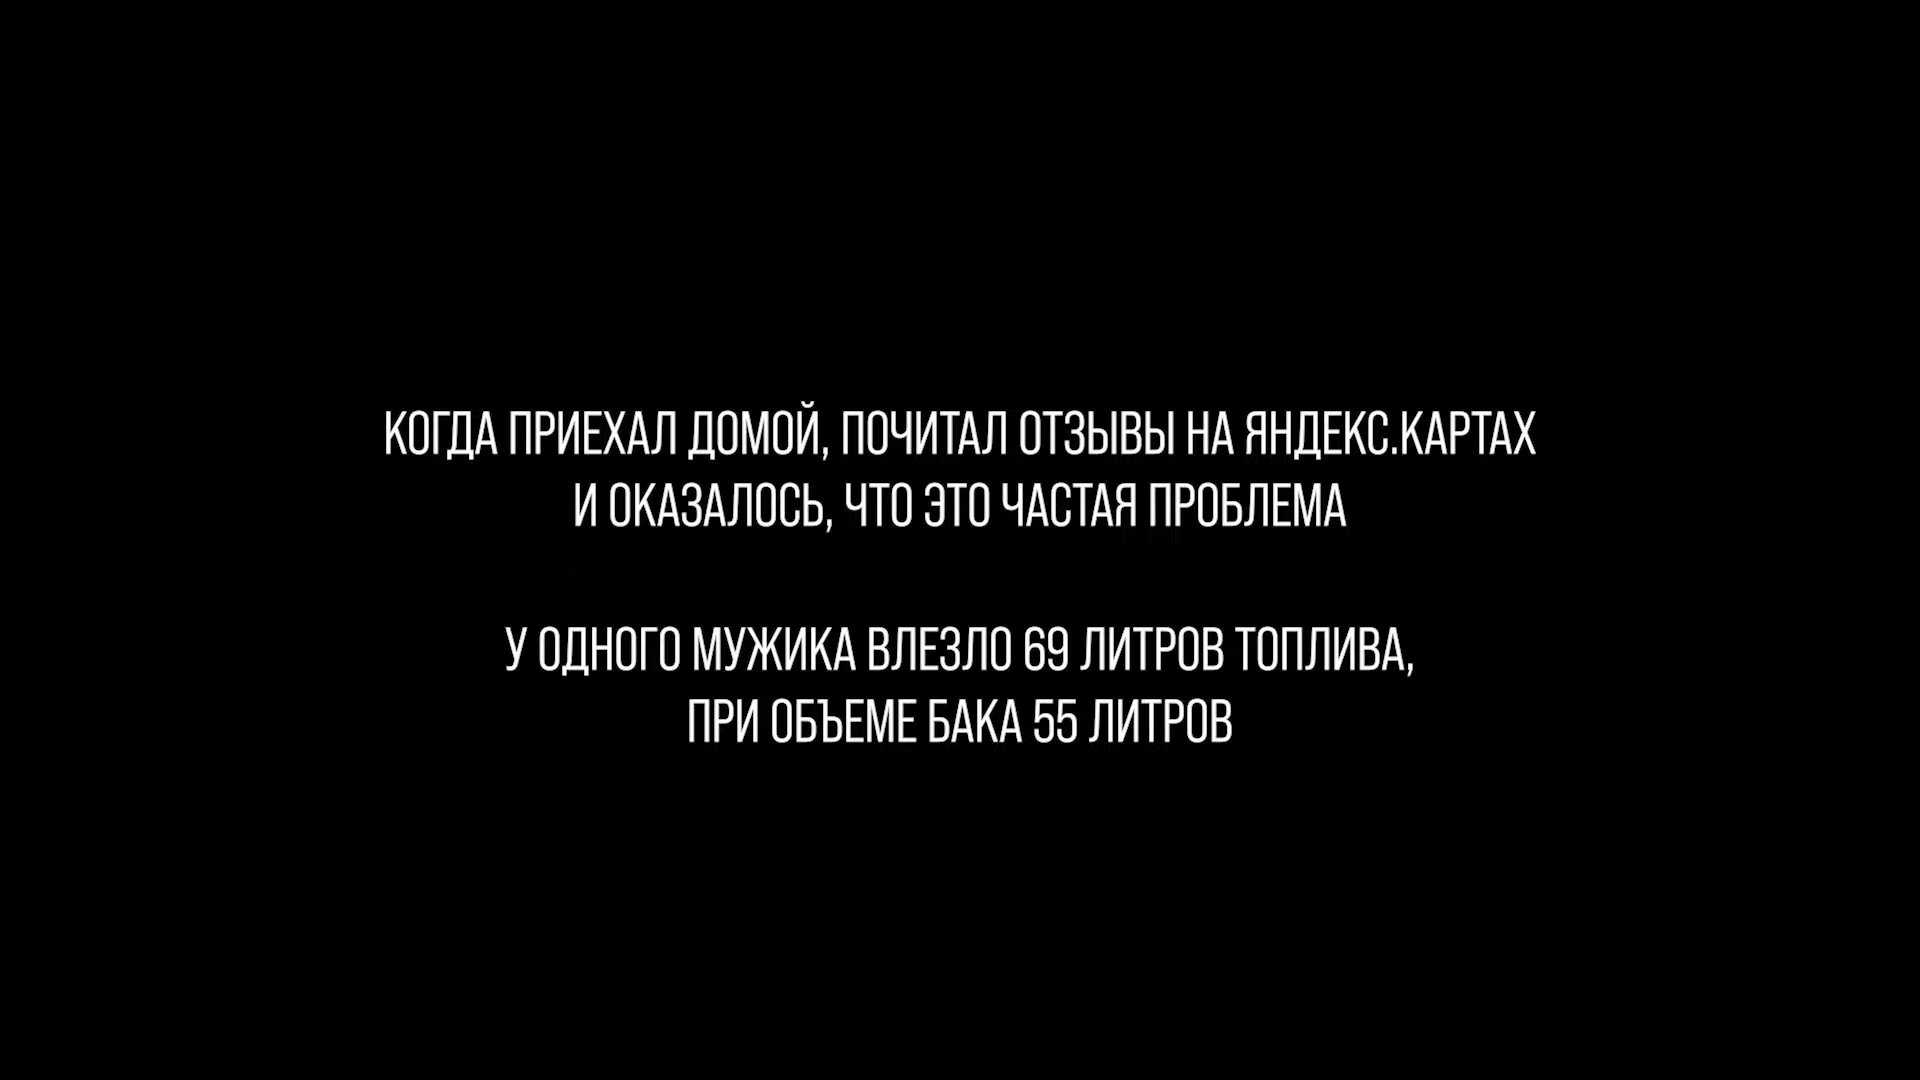 КОГДА ПРИЕХАЛ ДОМОЙ, ПОЧИТАЛ ОТЗЫВЫ НА ЯНДЕКС.КАРТАХ
И ОКАЗАЛОСЬ, ЧТО ЭТО ЧАСТАЯ ПРОБЛЕМА
У ОДНОГО МУЖИКА ВЛЕЗЛО 69 ЛИТРОВ ТОПЛИВА,
ПРИ ОБЪЕМЕ БАКА 55 ЛИТРОВ